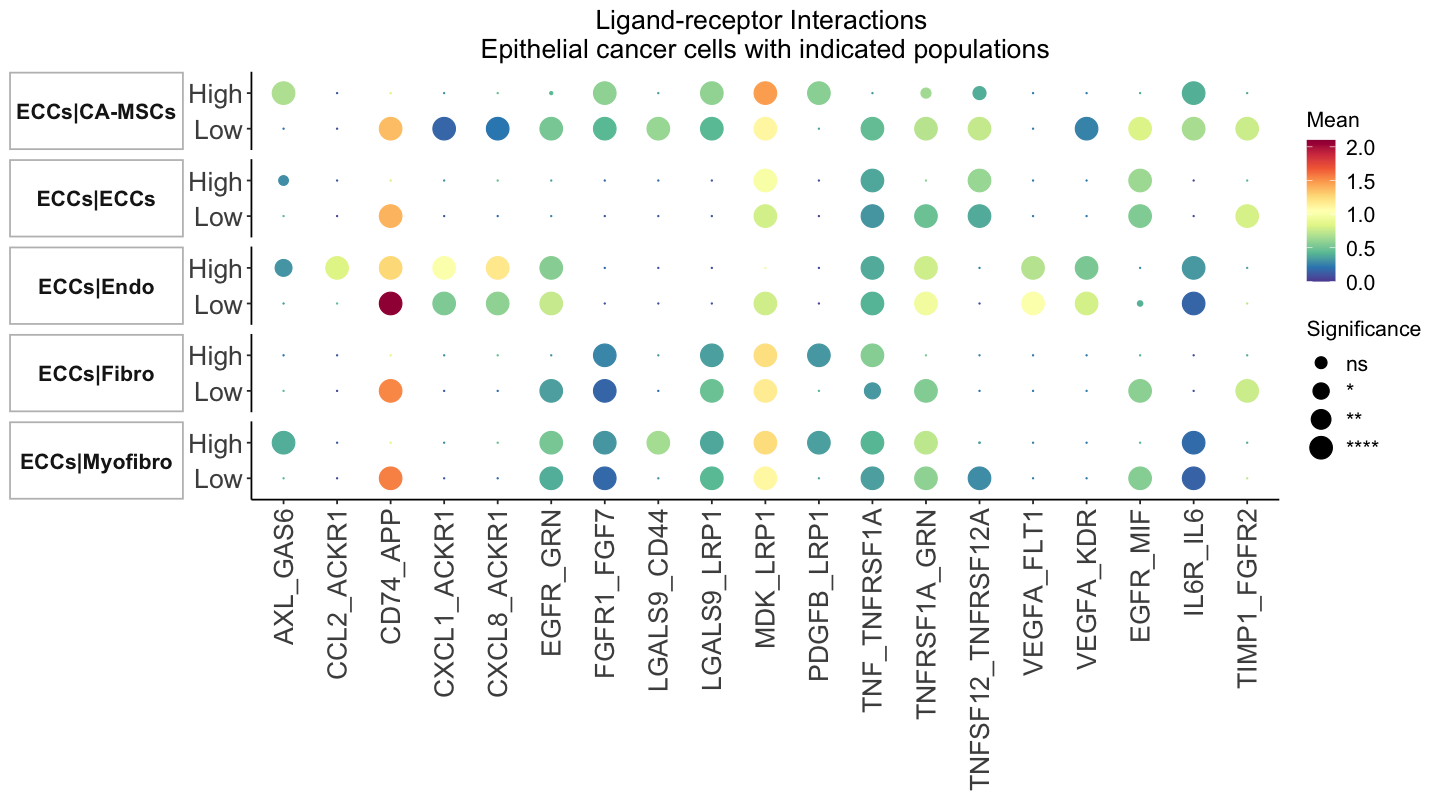 Ligand-receptor Interactions
Epithelial cancer cells with indicated populations
ECCs|CA-MSCs
High
Low
ECCs|ECCs
High
Low
ECCs|Endo
High
Low
ECCs|Fibro
High
Low
ECCs|Myofibro
High
Low
AXL_GAS6
CCL2_ACKR1
CD74_APP
CXCL1_ACKR1
CXCL8_ACKR1
EGFR_GRN
FGFR1_FGF7
LGALS9_CD44
LGALS9_LRP1
MDK_LRP1
PDGFB_LRP1
TNF_TNFRSF1A
TNFRSF1A_GRN
TNFSF12_TNFRSF12A
VEGFA_FLT1
VEGFA_KDR
EGFR_MIF
IL6R_IL6
TIMP1_FGFR2
Mean
2.0
1.5
1.0
0.5
0.0
Significance
ns
*
**
****